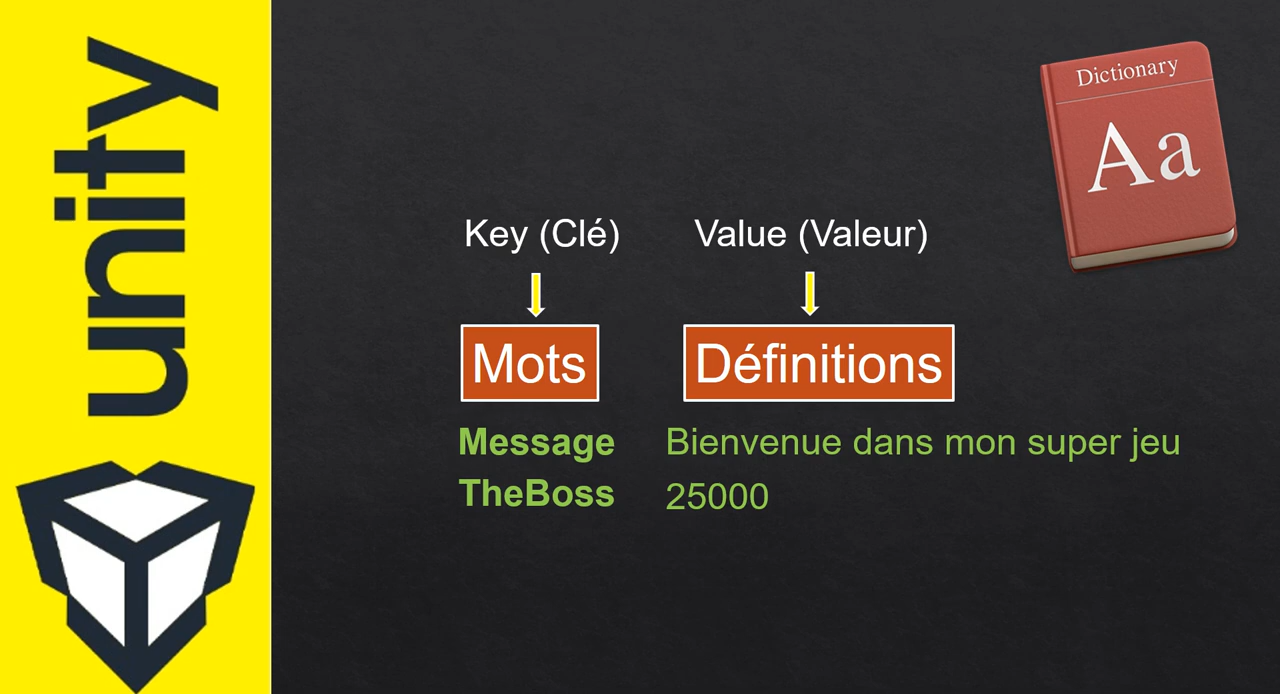 unity
Dictionary
Aa
Key (Clé) Value (Valeur)
Mots Définitions
Message Bienvenue dans mon super jeu
TheBoss 25000